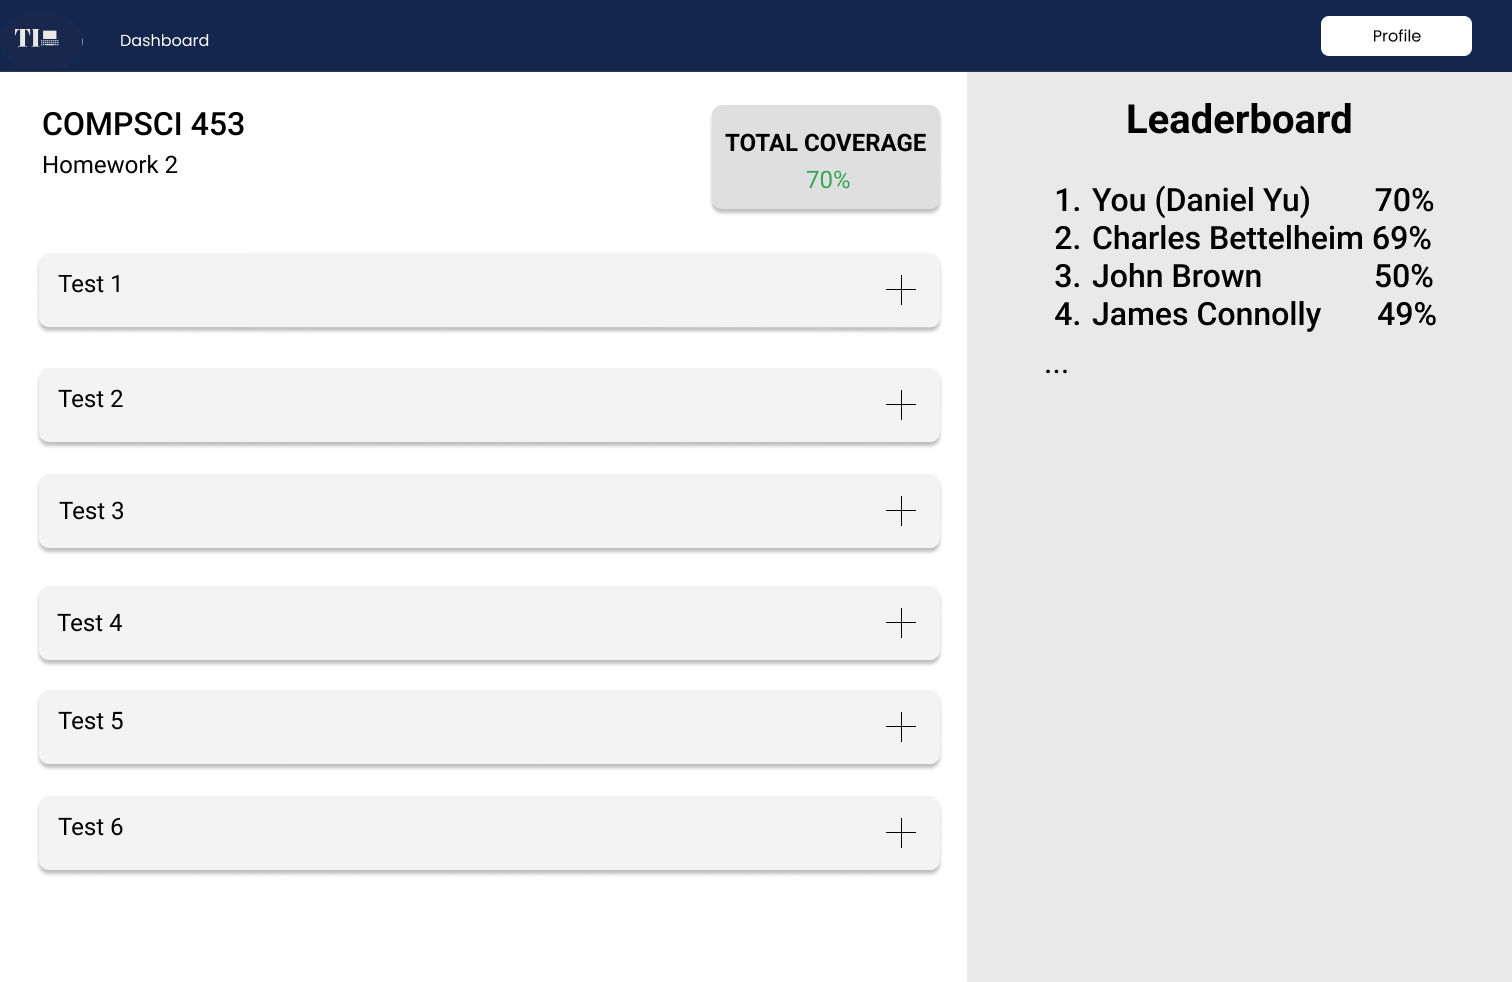 TI
Dashboard
Profile
COMPSCI 453
Homework 2
TOTAL COVERAGE
70%
Test 1
Test 2
Test 3
Test 4
Test 5
Test 6
Leaderboard
1. You (Daniel Yu) 70%
2. Charles Bettelheim 69%
3. John Brown 50%
4. James Connolly 49%
...